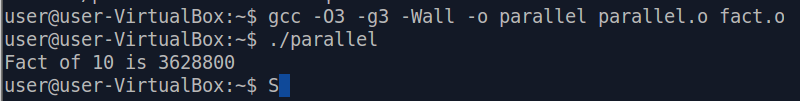 user@user-VirtualBox:~$ gcc -O3 -g3 -Wall -o parallel parallel.o fact.o
user@user-VirtualBox:~$ ./parallel
Fact of 10 is 3628800
user@user-VirtualBox:~$ S